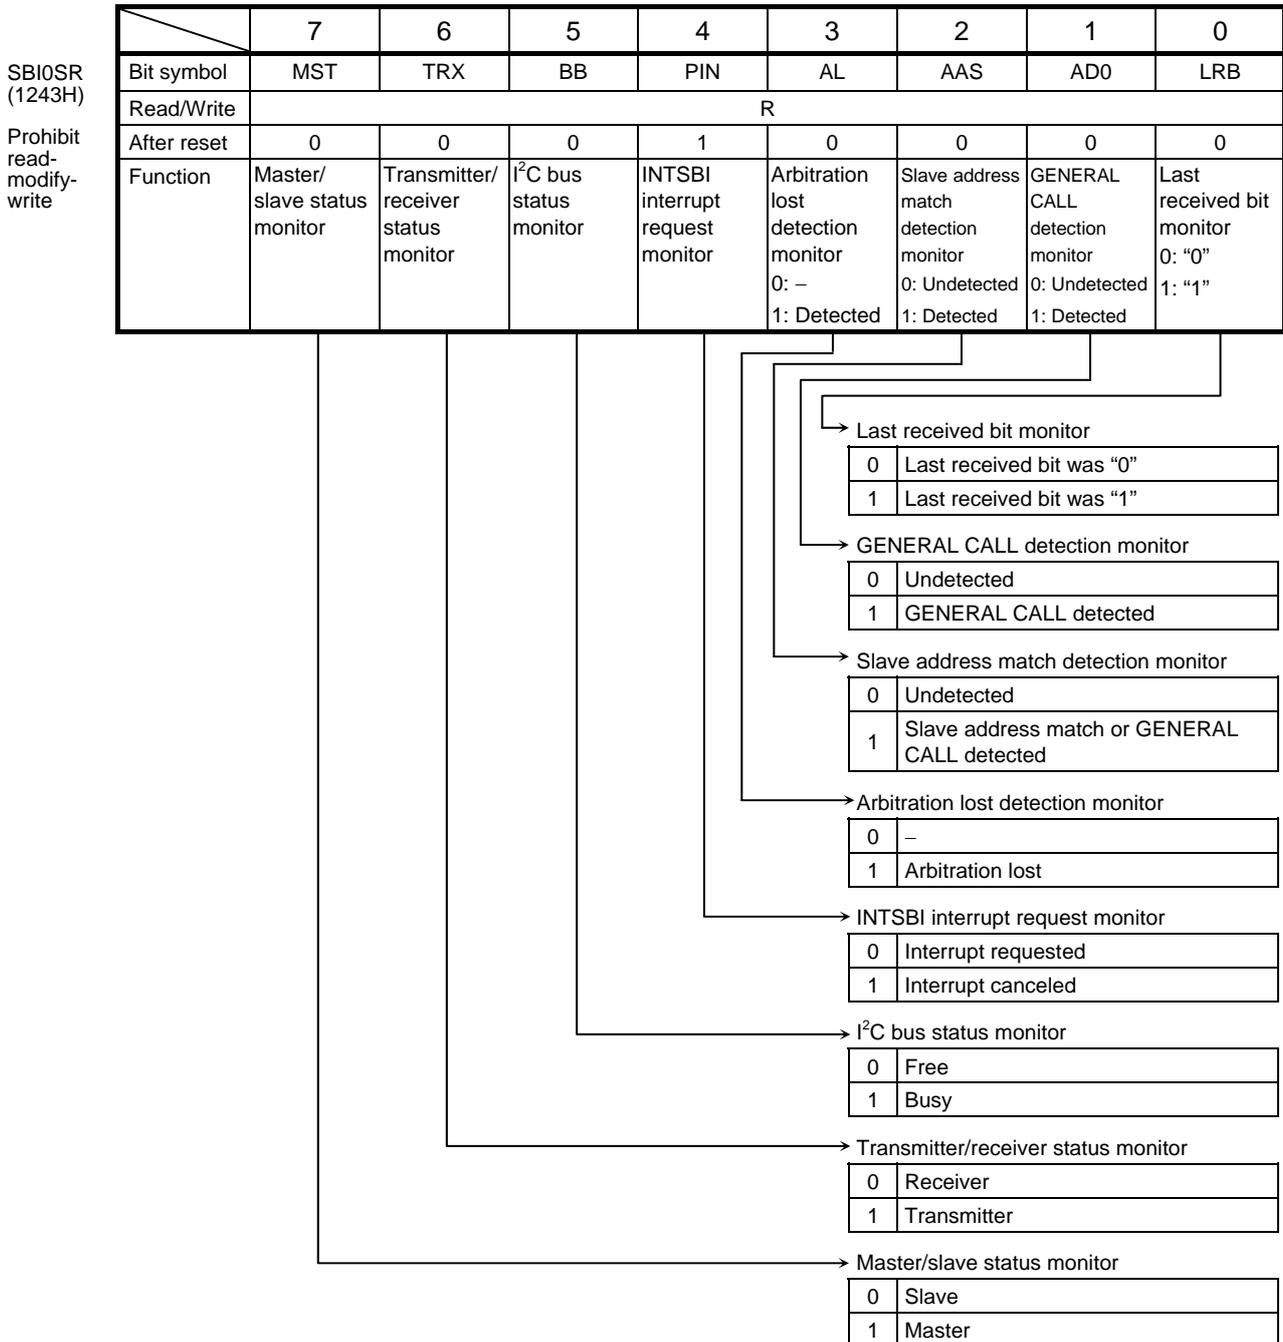 7 6 5 4 3 2 1 0
SBI0SR
(1243H)
Prohibit
read-
modify-
write
Bit symbol MST TRX BB PIN AL AAS AD0 LRB
Read/Write R
After reset 0 0 0 1 0 0 0 0
Function
Master/
slave status
monitor
Transmitter/
receiver
status
monitor
I²C bus
status
monitor
INTSBI
interrupt
request
monitor
Arbitration
lost
detection
monitor
0: −
1: Detected
Slave address
match
detection
monitor
0: Undetected
1: Detected
GENERAL
CALL
detection
monitor
0: Undetected
1: Detected
Last
received bit
monitor
0: “0”
1: “1”
Last received bit monitor
0 Last received bit was “0”
1 Last received bit was “1”
GENERAL CALL detection monitor
0 Undetected
1 GENERAL CALL detected
Slave address match detection monitor
0 Undetected
1 Slave address match or GENERAL
CALL detected
Arbitration lost detection monitor
0 −
1 Arbitration lost
INTSBI interrupt request monitor
0 Interrupt requested
1 Interrupt canceled
I²C bus status monitor
0 Free
1 Busy
Transmitter/receiver status monitor
0 Receiver
1 Transmitter
Master/slave status monitor
0 Slave
1 Master